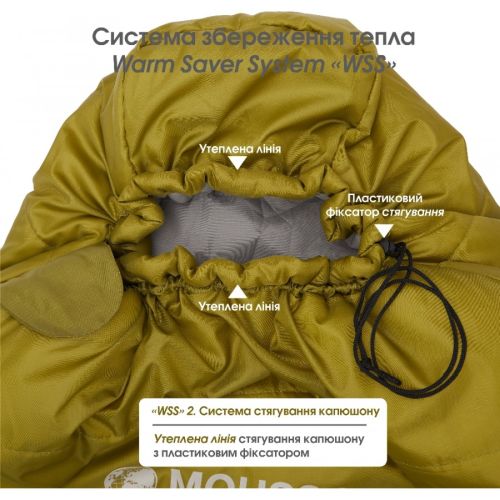 Система збереження тепла
Warm Saver System «WSS»
Утеплена лінія
Пластиковий
фіксатор стягування
Утеплена лінія
«WSS» 2. Система стягування капюшону
Утеплена лінія стягування капюшону
з пластиковим фіксатором